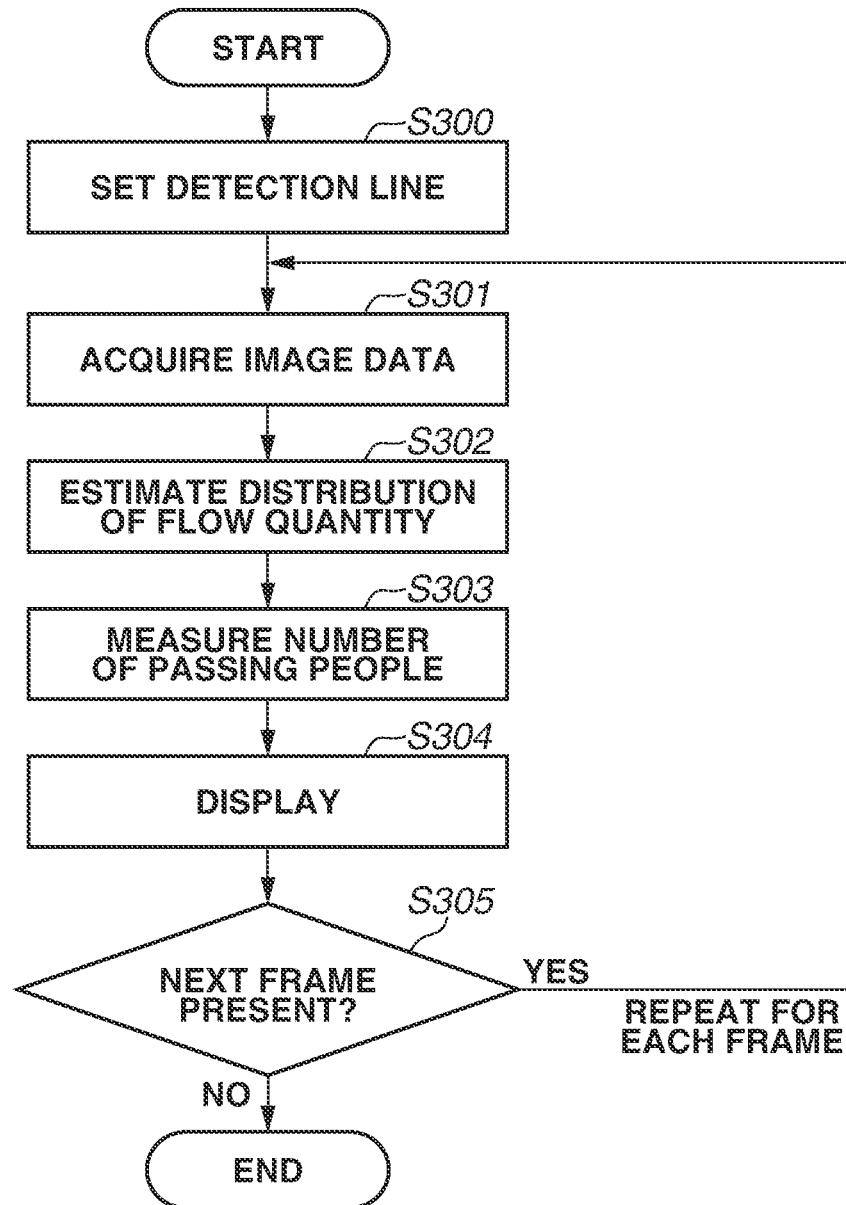 START
S300
SET DETECTION LINE
S301
ACQUIRE IMAGE DATA
S302
ESTIMATE DISTRIBUTION
OF FLOW QUANTITY
S303
MEASURE NUMBER
OF PASSING PEOPLE
S304
DISPLAY
S305
NEXT FRAME
PRESENT?
YES
REPEAT FOR
EACH FRAME
NO
END